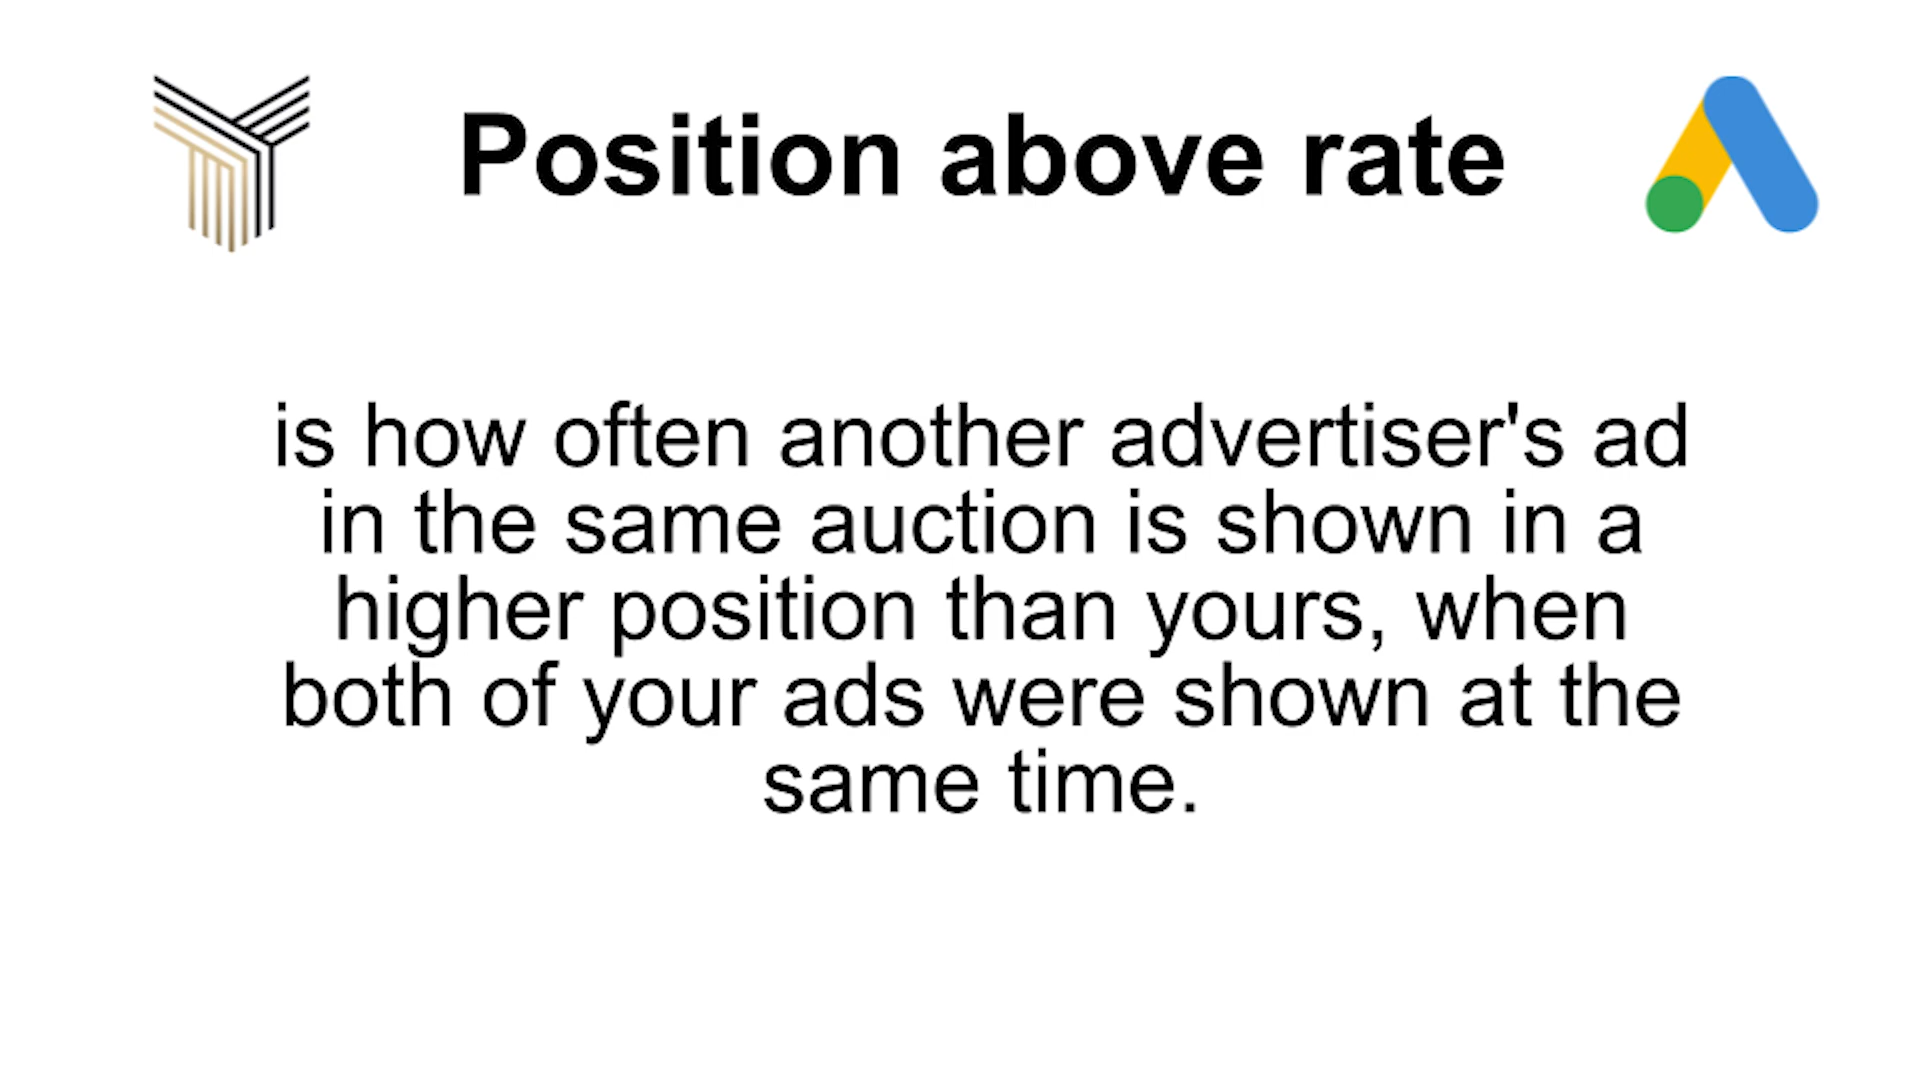 Position above rate
is how often another advertiser's ad
in the same auction is shown in a
higher position than yours, when
both of your ads were shown at the
same time.